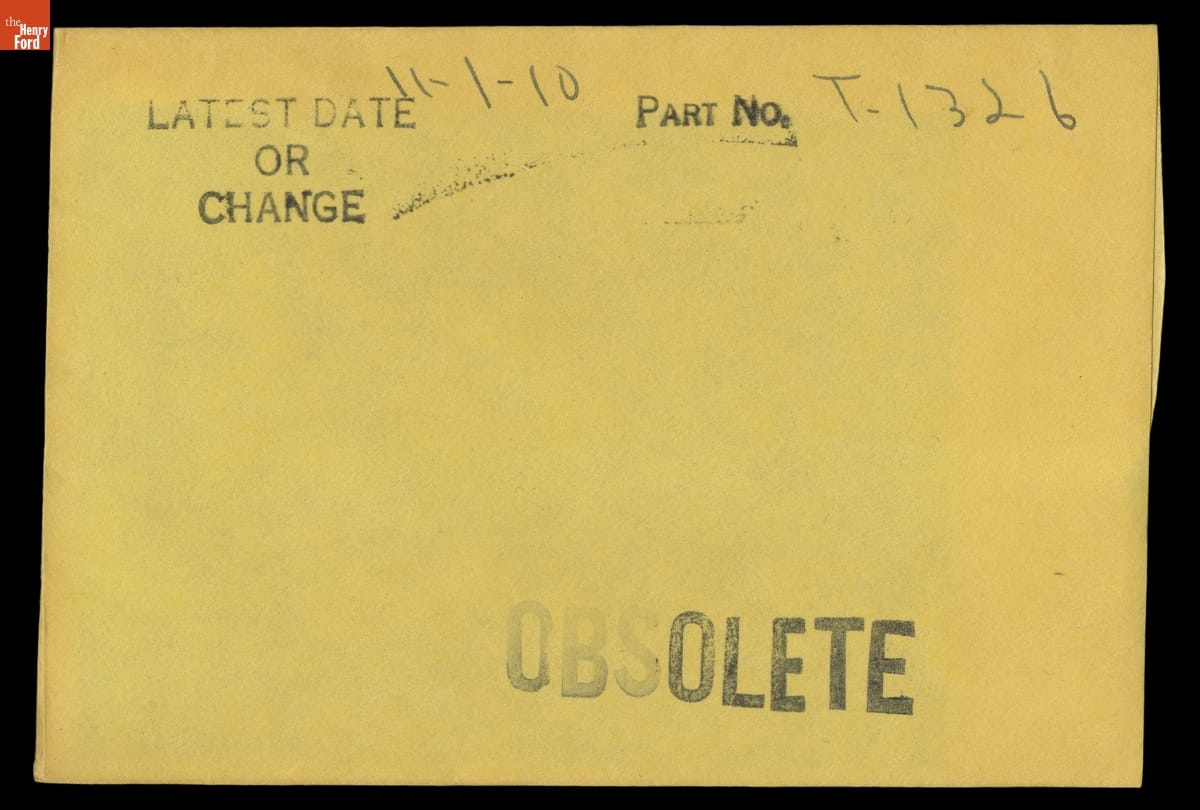 the
Henry
Ford
LATEST DATE 11-1-10
OR
CHANGE
PART NO. T-1326
OBSOLETE